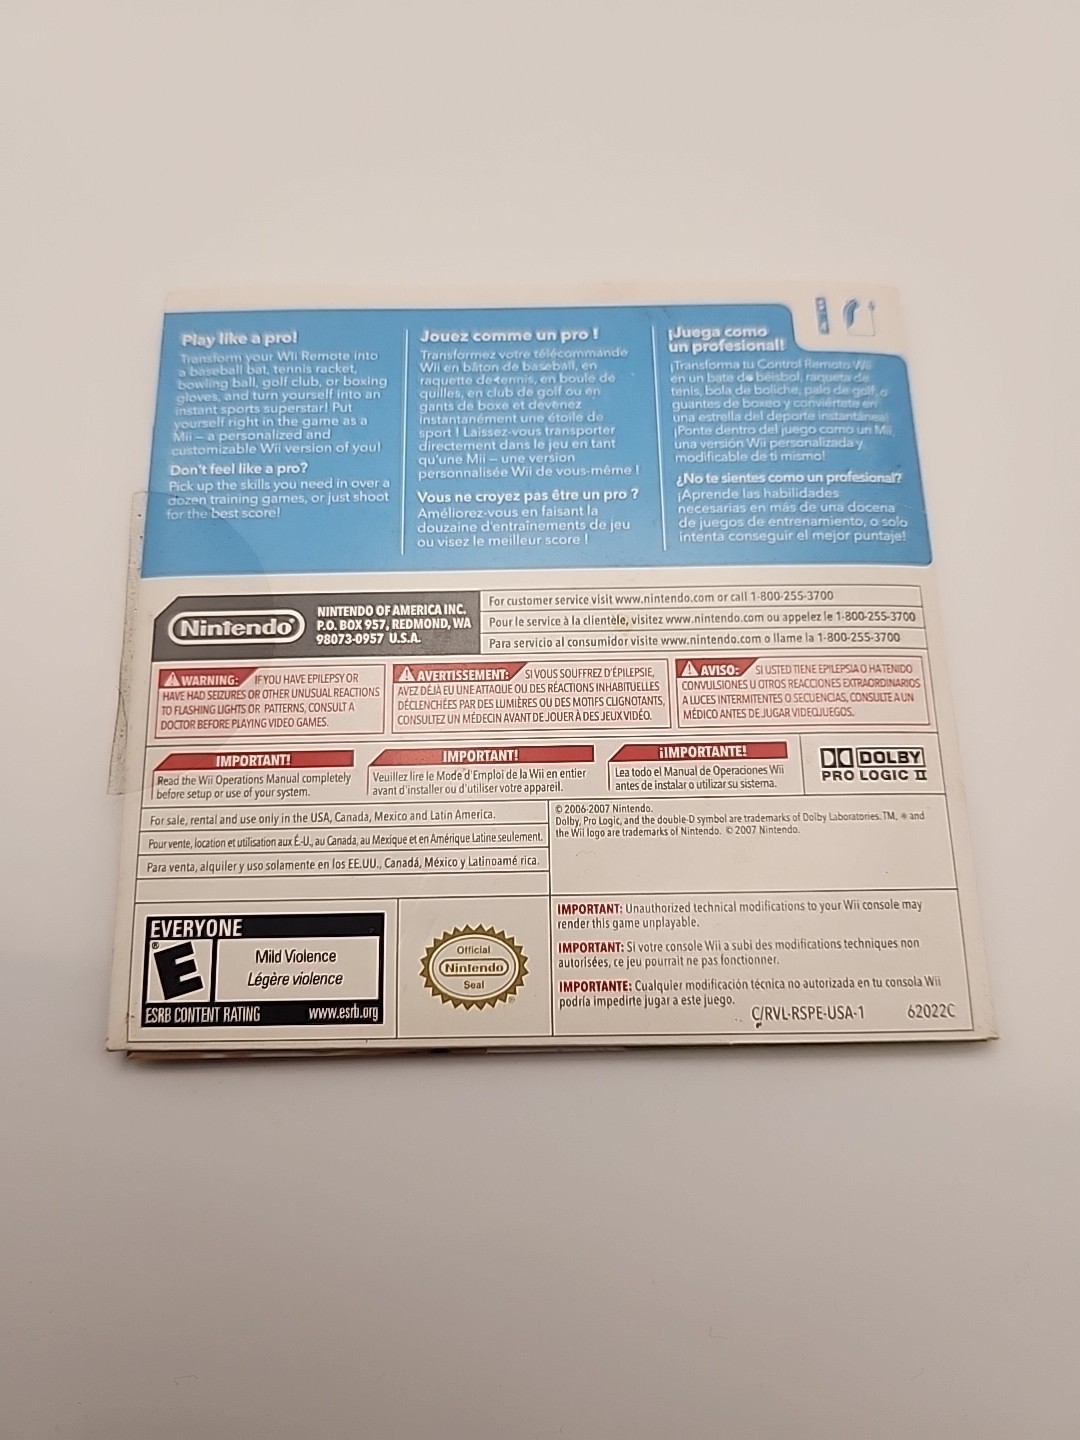 Play like a pro!
Transform your Wii Remote into
a baseball bat, tennis racket,
bowling ball, golf club, or boxing
gloves, and turn yourself into an
instant sports superstar! Put
yourself right in the game as a
Mii – a personalized and
customizable Wii version of you!
Don't feel like a pro?
Pick up the skills you need in over a
dozen training games, or just shoot
for the best score!
Jouez comme un pro !
Transformez votre télécommande
Wii en bâton de baseball, en
raquette de tennis, en boule de
quilles, en club de golf ou en
gants de boxe et devenez
instantanément une étoile de
sport ! Laissez-vous transporter
directement dans le jeu en tant
qu'une Mii – une version
personnalisée Wii de vous-même !
Vous ne croyez pas être un pro ?
Améliorez-vous en faisant la
douzaine d'entraînements de jeu
ou visez le meilleur score !
¡Juega como
un profesional!
¡Transforma tu Control Remoto Wii
en un bate de béisbol, raqueta de
tenis, bola de boliche, palo de golf, o
guantes de boxeo y conviértete en
una estrella del deporte instantánea!
¡Ponte dentro del juego como un Mii,
una versión Wii personalizada y
modificable de ti mismo!
¿No te sientes como un profesional?
¡Aprende las habilidades
necesarias en más de una docena
de juegos de entrenamiento, o solo
intenta conseguir el mejor puntaje!
Nintendo
NINTENDO OF AMERICA INC.
P.O. BOX 957, REDMOND, WA
98073-0957 U.S.A.
For customer service visit www.nintendo.com or call 1-800-255-3700
Pour le service à la clientèle, visitez www.nintendo.com ou appelez le 1-800-255-3700
Para servicio al consumidor visite www.nintendo.com o llame la 1-800-255-3700
WARNING: IF YOU HAVE EPILEPSY OR
HAVE HAD SEIZURES OR OTHER UNUSUAL REACTIONS
TO FLASHING LIGHTS OR PATTERNS, CONSULT A
DOCTOR BEFORE PLAYING VIDEO GAMES.
AVERTISSEMENT: SI VOUS SOUFFREZ D'ÉPILEPSIE,
AVEZ DÉJA EU UNE ATTAQUE OU DES RÉACTIONS INHABITUELLES
DÉCLENCHÉES PAR DES LUMIÈRES OU DES MOTIFS CLIGNOTANTS,
CONSULTEZ UN MÉDECIN AVANT DE JOUER À DES JEUX VIDÉO.
AVISO: SI USTED TIENE EPILEPSIA O HA TENIDO
CONVULSIONES U OTROS REACCIONES EXTRAORDINARIOS
A LUCES INTERMITENTES O SECUENCIAS, CONSULTE A UN
MÉDICO ANTES DE JUGAR VIDEOJUEGOS.
IMPORTANT!
Read the Wii Operations Manual completely
before setup or use of your system.
IMPORTANT!
Veuillez lire le Mode d'Emploi de la Wii en entier
avant d'installer ou d'utiliser votre appareil.
¡IMPORTANTE!
Lea todo el Manual de Operaciones Wii
antes de instalar o utilizar su sistema.
DOLBY
PRO LOGIC II
For sale, rental and use only in the USA, Canada, Mexico and Latin America.
Pour vente, location et utilisation aux É.-U., au Canada, au Mexique et en Amérique Latine seulement.
Para venta, alquiler y uso solamente en los EE.UU., Canadá, México y Latinoamé rica.
© 2006-2007 Nintendo.
Dolby, Pro Logic, and the double-D symbol are trademarks of Dolby Laboratories. TM, ® and
the Wii logo are trademarks of Nintendo. © 2007 Nintendo.
EVERYONE
E
®
Mild Violence
Légère violence
ESRB CONTENT RATING www.esrb.org
Official
Nintendo
Seal
®
IMPORTANT: Unauthorized technical modifications to your Wii console may
render this game unplayable.
IMPORTANT: Si votre console Wii a subi des modifications techniques non
autorisées, ce jeu pourrait ne pas fonctionner.
IMPORTANTE: Cualquier modificación técnica no autorizada en tu consola Wii
podría impedirte jugar a este juego.
C/RVL-RSPE-USA-1 62022C